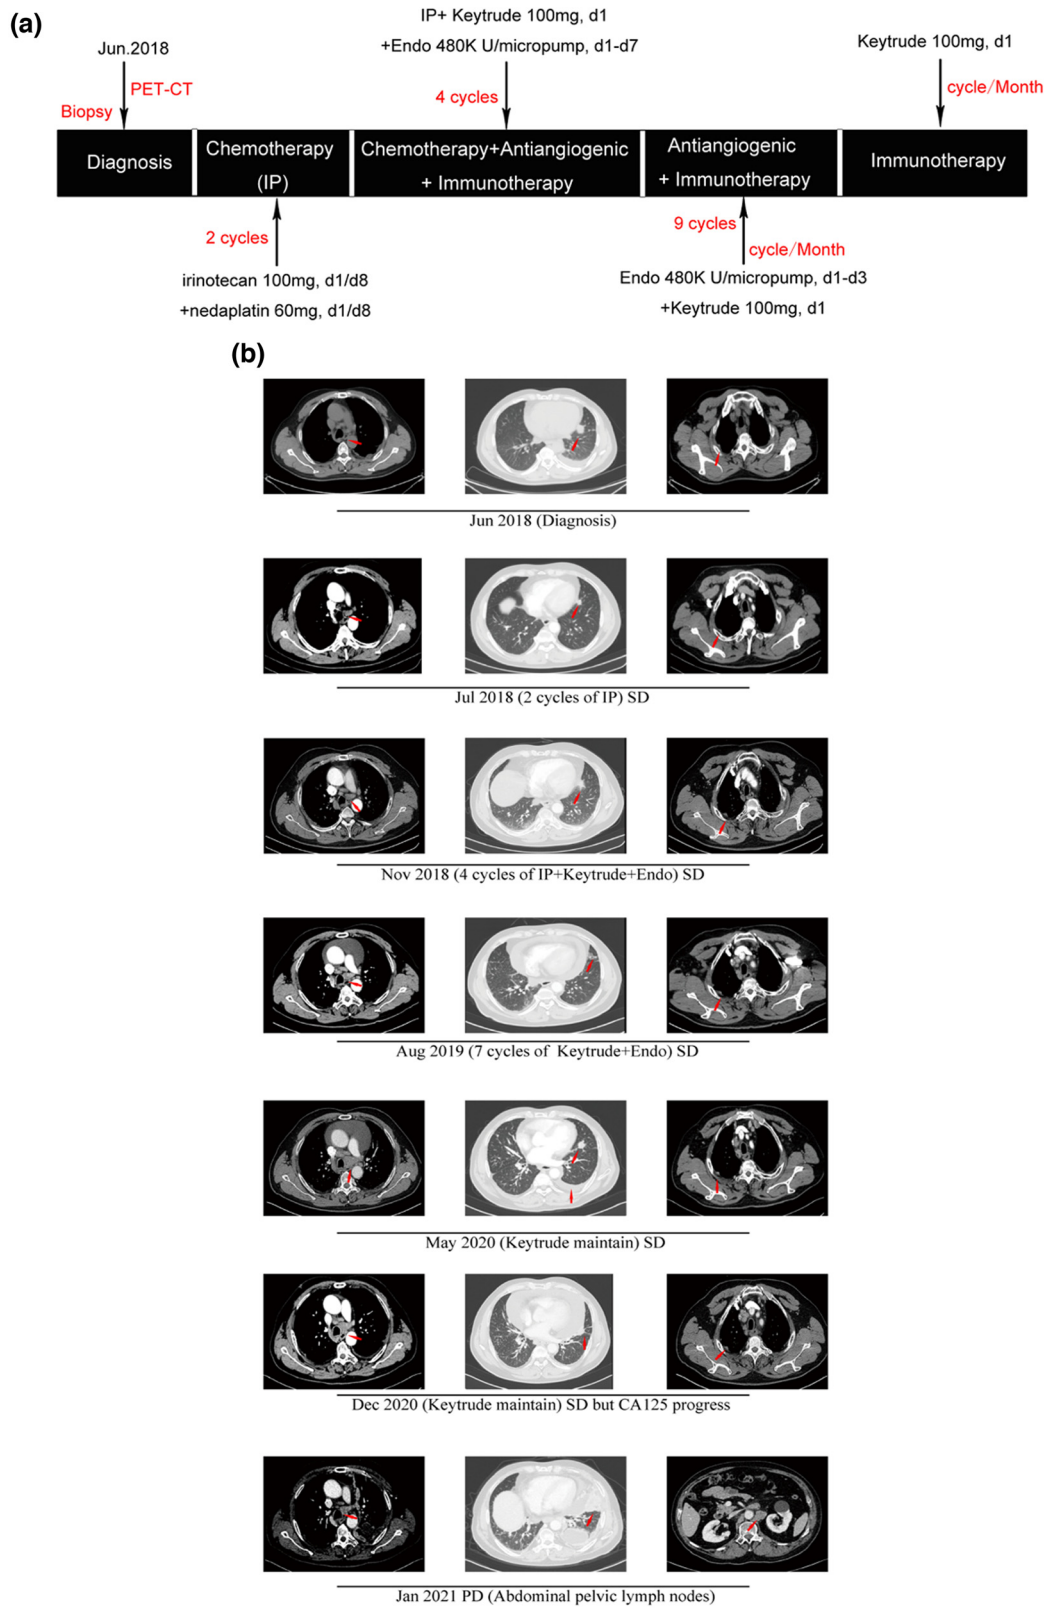 (a)
IP+ Keytrude 100mg, d1
+Endo 480K U/micropump, d1-d7
Jun.2018
Keytrude 100mg, d1
PET-CT
Biopsy
4 cycles
cycle/Month
Diagnosis
Chemotherapy
(IP)
Chemotherapy+Antiangiogenic
+ Immunotherapy
Antiangiogenic
+ Immunotherapy
Immunotherapy
2 cycles
9 cycles
cycle/Month
irinotecan 100mg, d1/d8
+nedaplatin 60mg, d1/d8
Endo 480K U/micropump, d1-d3
+Keytrude 100mg, d1
(b)
Jun 2018 (Diagnosis)
Jul 2018 (2 cycles of IP) SD
Nov 2018 (4 cycles of IP+Keytrude+Endo) SD
Aug 2019 (7 cycles of Keytrude+Endo) SD
May 2020 (Keytrude maintain) SD
Dec 2020 (Keytrude maintain) SD but CA125 progress
Jan 2021 PD (Abdominal pelvic lymph nodes)